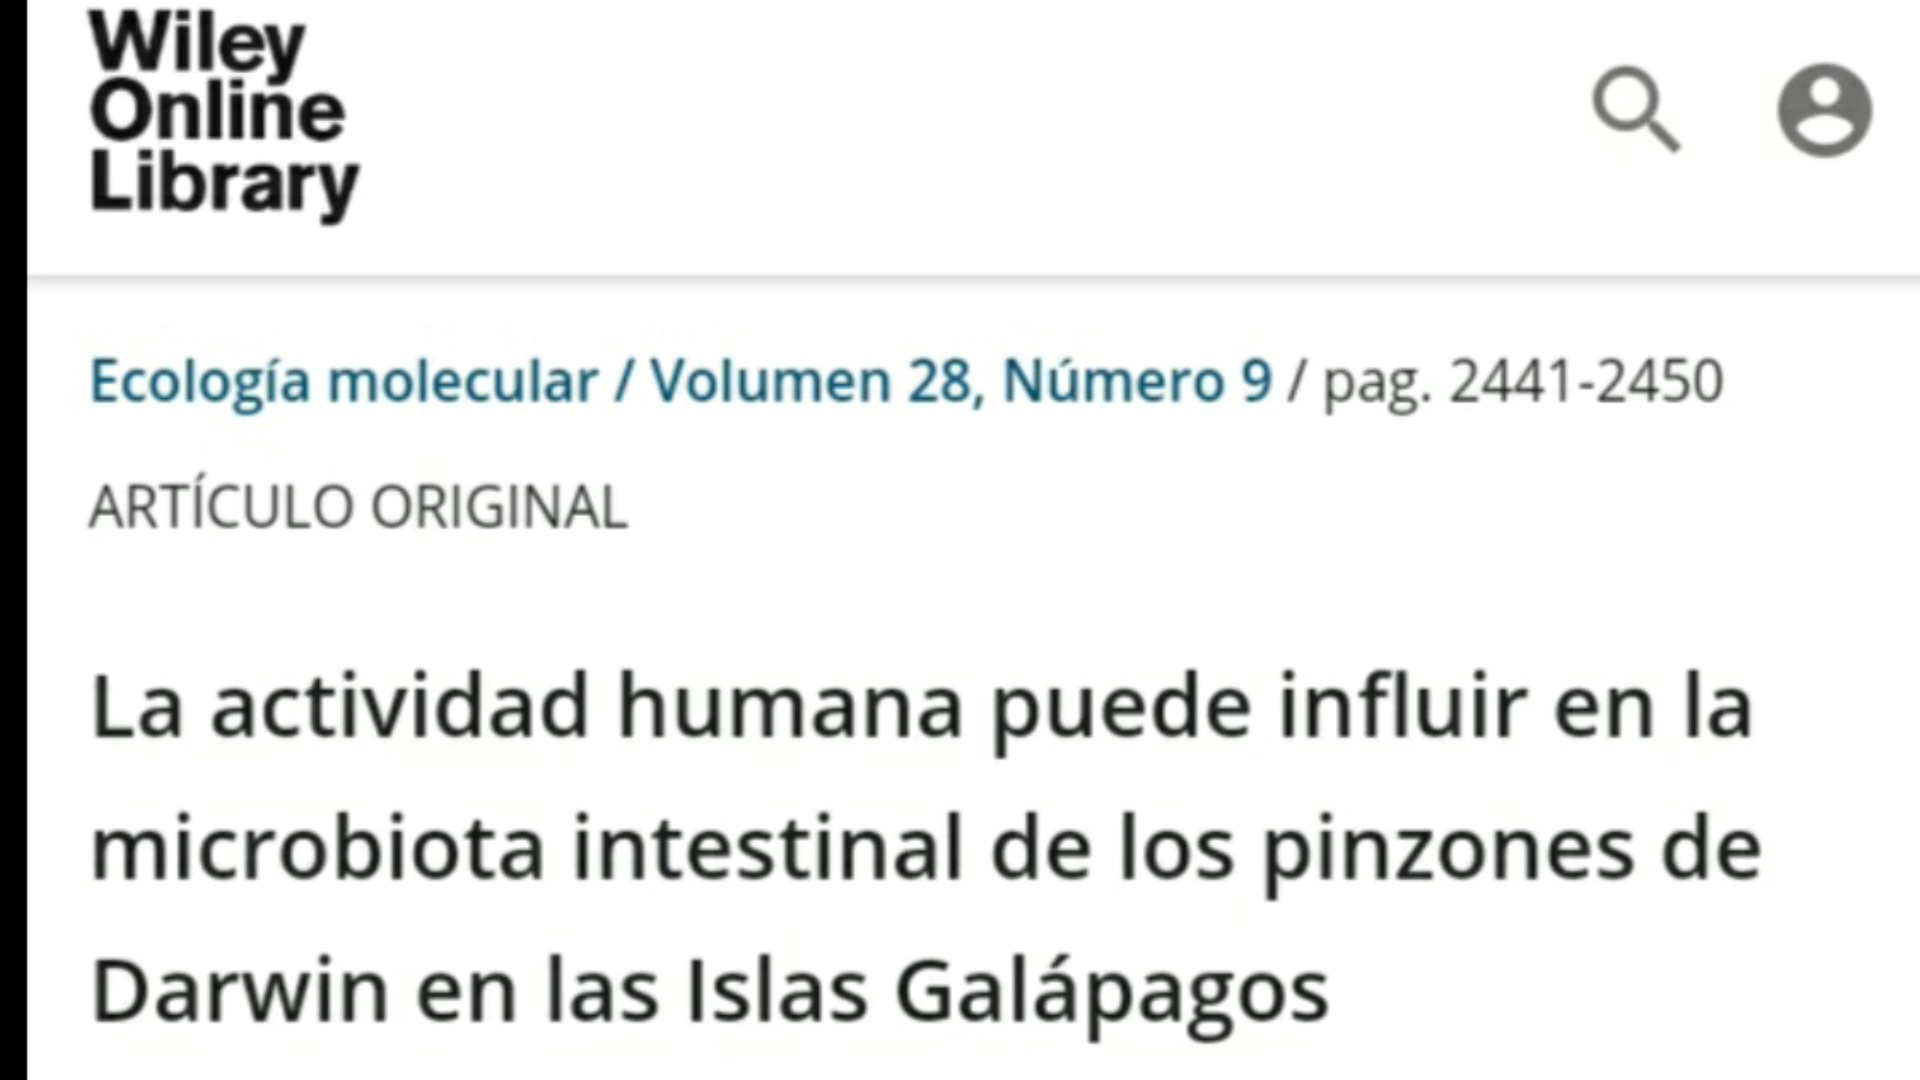 Wiley
Online
Library
Ecología molecular / Volumen 28, Número 9 / pag. 2441-2450
ARTÍCULO ORIGINAL
La actividad humana puede influir en la
microbiota intestinal de los pinzones de
Darwin en las Islas Galápagos